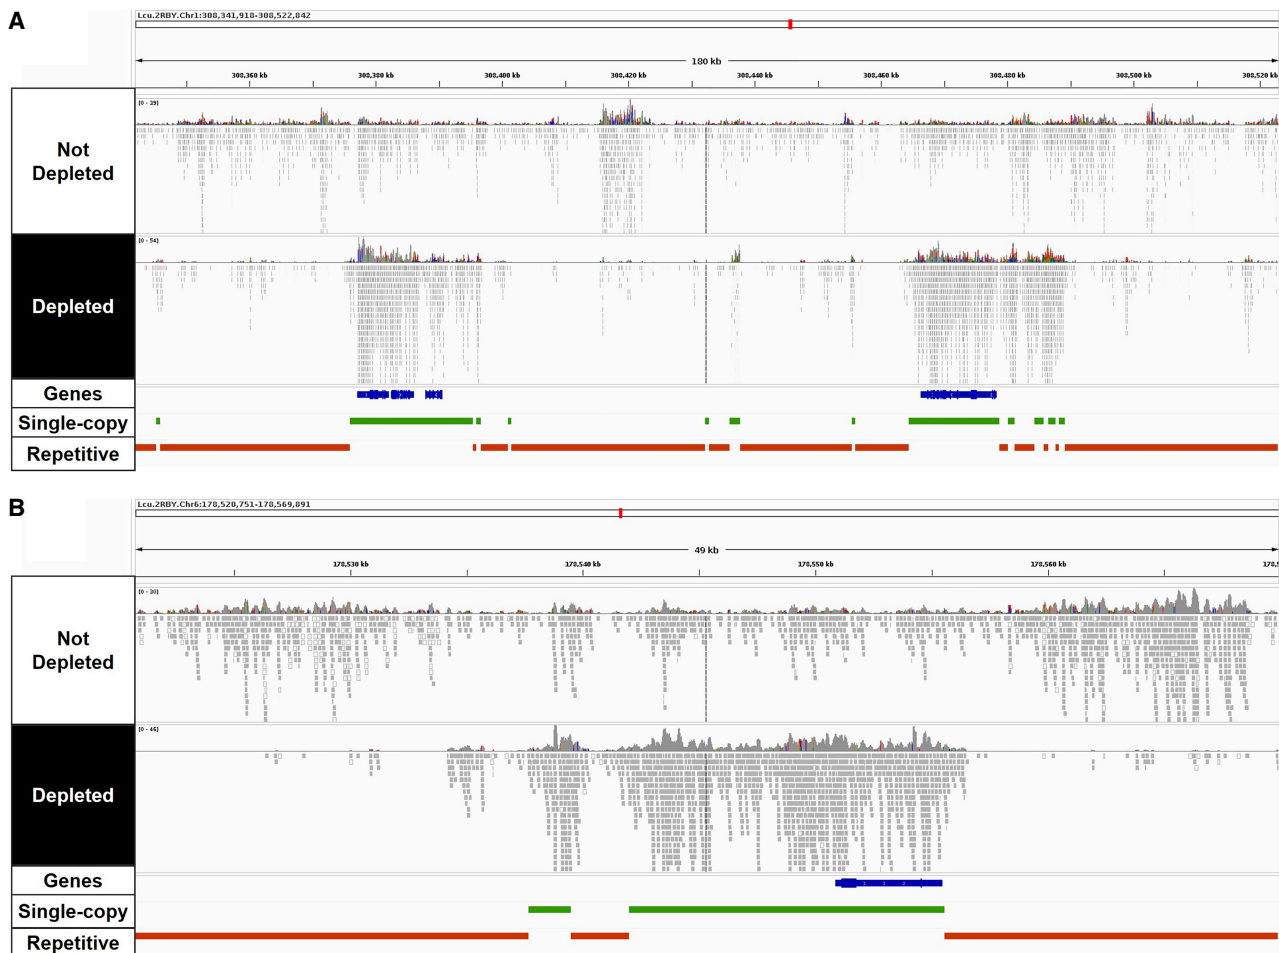 A
Lcu.2RBY.Chr1:308,341,918-308,522,842
180 kb
308,360 kb 308,380 kb 308,400 kb 308,420 kb 308,440 kb 308,460 kb 308,480 kb 308,500 kb 308,520 kb
[0 - 29]
Not
Depleted
[0 - 54]
Depleted
Genes
Single-copy
Repetitive
B
Lcu.2RBY.Chr6:178,520,751-178,569,891
49 kb
178,530 kb 178,540 kb 178,550 kb 178,560 kb
[0 - 30]
Not
Depleted
[0 - 46]
Depleted
Genes
Single-copy
Repetitive